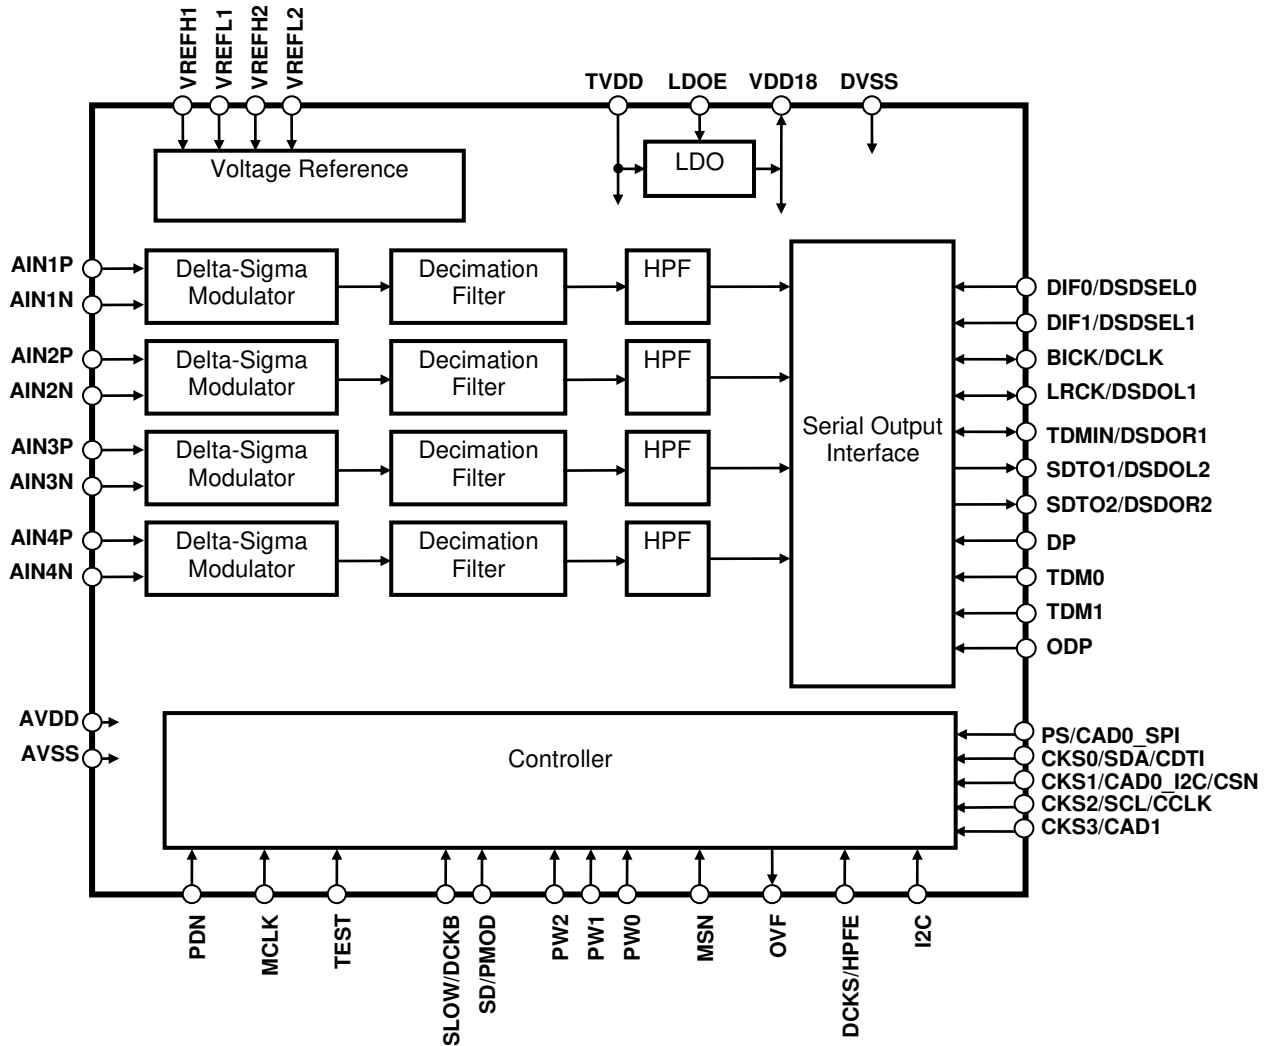 VREFH1
VREFL1
VREFH2
VREFL2
TVDD
LDOE
VDD18
DVSS
Voltage Reference
LDO
AIN1P
AIN1N
Delta-Sigma
Modulator
Decimation
Filter
HPF
AIN2P
AIN2N
Delta-Sigma
Modulator
Decimation
Filter
HPF
AIN3P
AIN3N
Delta-Sigma
Modulator
Decimation
Filter
HPF
AIN4P
AIN4N
Delta-Sigma
Modulator
Decimation
Filter
HPF
Serial Output
Interface
DIF0/DSDSEL0
DIF1/DSDSEL1
BICK/DCLK
LRCK/DSDOL1
TDMIN/DSDOR1
SDTO1/DSDOL2
SDTO2/DSDOR2
DP
TDM0
TDM1
ODP
AVDD
AVSS
Controller
PS/CAD0_SPI
CKS0/SDA/CDTI
CKS1/CAD0_I2C/CSN
CKS2/SCL/CCLK
CKS3/CAD1
PDN
MCLK
TEST
SLOW/DCKB
SD/PMOD
PW2
PW1
PW0
MSN
OVF
DCKS/HPFE
I2C